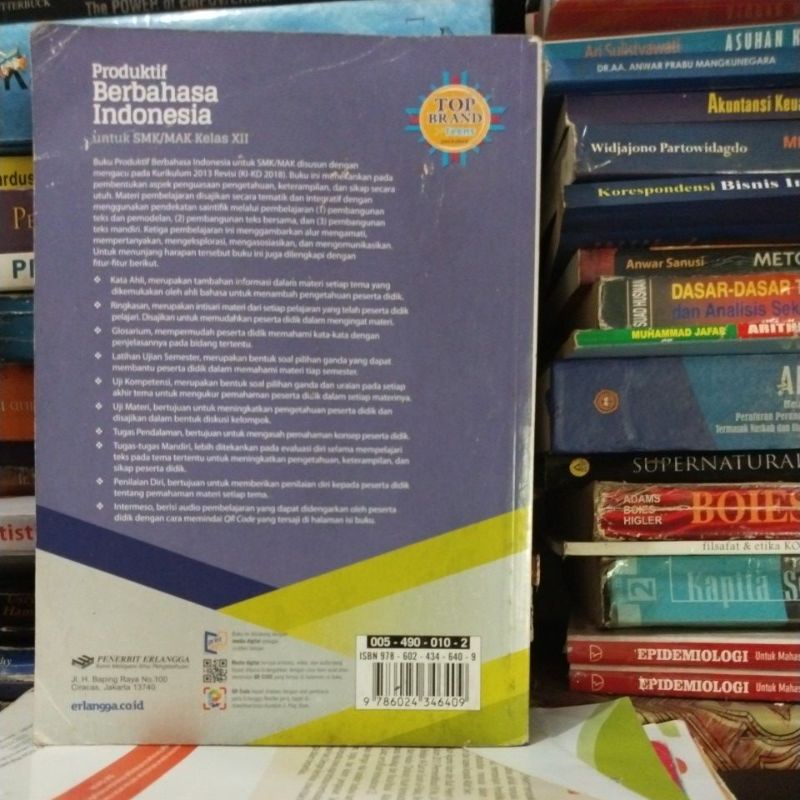 The POWER of
Produktif
Berbahasa
Indonesia
untuk SMK/MAK Kelas XII
TOP
BRAND
Teens
Buku Produktif Berbahasa Indonesia untuk SMK/MAK disusun dengan
mengacu pada Kurikulum 2013 Revisi (KI-KD 2018). Buku ini menekankan pada
pembentukan aspek penguasaan pengetahuan, keterampilan, dan sikap secara
utuh. Materi pembelajaran disajikan secara tematik dan integratif dengan
menggunakan pendekatan saintifik melalui pembelajaran (1) pembangunan
teks dan pemodelan, (2) pembangunan teks bersama, dan (3) pembangunan
teks mandiri. Ketiga pembelajaran ini menggambarkan alur mengamati,
mempertanyakan, mengeksplorasi, mengasosiasikan, dan mengomunikasikan.
Untuk menunjang harapan tersebut buku ini juga dilengkapi dengan
fitur-fitur berikut.
❖ Kata Ahli, merupakan tambahan informasi dalam materi setiap tema yang
dikemukakan oleh ahli bahasa untuk menambah pengetahuan peserta didik.
❖ Ringkasan, merupakan intisari materi dari setiap pelajaran yang telah peserta didik
pelajari. Disajikan untuk memudahkan peserta didik dalam mengingat materi.
❖ Glosarium, mempermudah peserta didik memahami kata-kata dengan
penjelasannya pada bidang tertentu.
❖ Latihan Ujian Semester, merupakan bentuk soal pilihan ganda yang dapat
membantu peserta didik dalam memahami materi tiap semester.
❖ Uji Kompetensi, merupakan bentuk soal pilihan ganda dan uraian pada setiap
akhir tema untuk mengukur pemahaman peserta didik dalam setiap materinya.
❖ Uji Materi, bertujuan untuk meningkatkan pengetahuan peserta didik dan
disajikan dalam bentuk diskusi kelompok.
❖ Tugas Pendalaman, bertujuan untuk mengasah pemahaman konsep peserta didik.
❖ Tugas-tugas Mandiri, lebih ditekankan pada evaluasi diri selama mempelajari
teks pada tema tertentu untuk meningkatkan pengetahuan, keterampilan, dan
sikap peserta didik.
❖ Penilaian Diri, bertujuan untuk memberikan penilaian diri kepada peserta didik
tentang pemahaman materi setiap tema.
❖ Intermeso, berisi audio pembelajaran yang dapat didengarkan oleh peserta
didik dengan cara memindai QR Code yang tersaji di halaman isi buku.
PENERBIT ERLANGGA
Kami Melayani Ilmu Pengetahuan
Jl. H. Baping Raya No.100
Ciracas, Jakarta 13740
erlangga.co.id
005 - 490 - 010 - 2
ISBN 978 - 602 - 434 - 640 - 9
9 786024 346409
Ari Sulistyawati ASUHAN K
DR.AA. ANWAR PRABU MANGKUNEGARA
Akuntansi Keua
Widjajono Partowidagdo
Korespondensi Bisnis In
Anwar Sanusi METO
SUAD HUSNAN
DASAR-DASAR T
dan Analisis Sek
MUHAMMAD JAFAR ARITH
Peraturan Perun
SUPERNATURAL
ADAMS
BOIES
HIGLER
BOIES
filsafat & etika KO
2 Kapita S
EPIDEMIOLOGI Untuk Mahas
EPIDEMIOLOGI Untuk Mahas